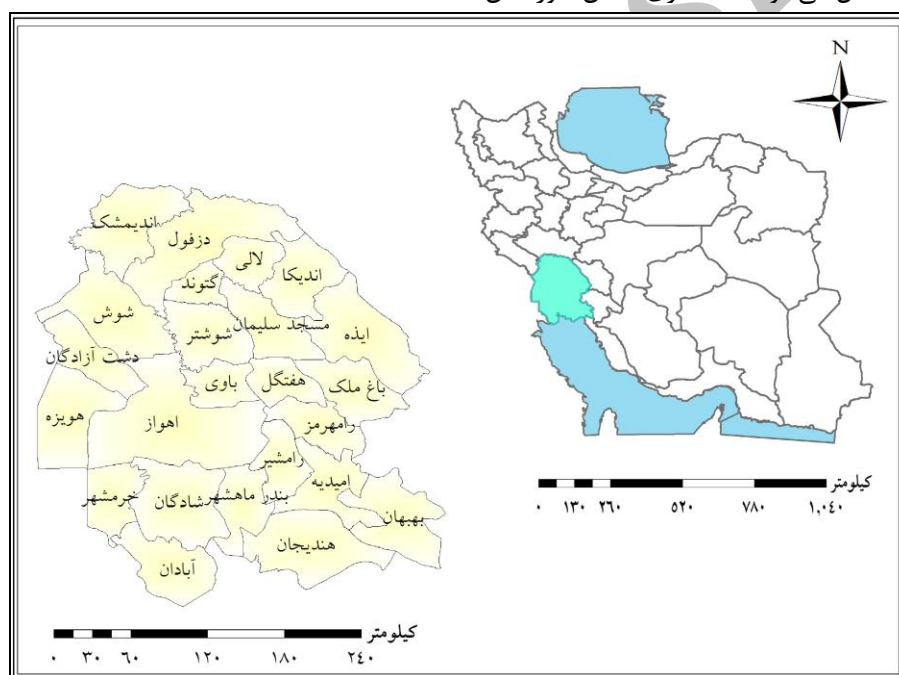 N
اندیمشک
دزفول
لالی
اندیکا
گتوند
شوش
شوشتر
مسجد سلیمان
ایذه
دشت آزادگان
باوی
هفتگل
باغ ملک
هویزه
اهواز
رامهرمز
رامشیر
امیدیه
خرمشهر
شادگان
بندر ماهشهر
بهبهان
هندیجان
آبادان
کیلومتر
۰ ۱۳۰ ۲۶۰ ۵۲۰ ۷۸۰ ۱,۰٤۰
کیلومتر
۰ ۳۰ ۶۰ ۱۲۰ ۱۸۰ ۲٤۰